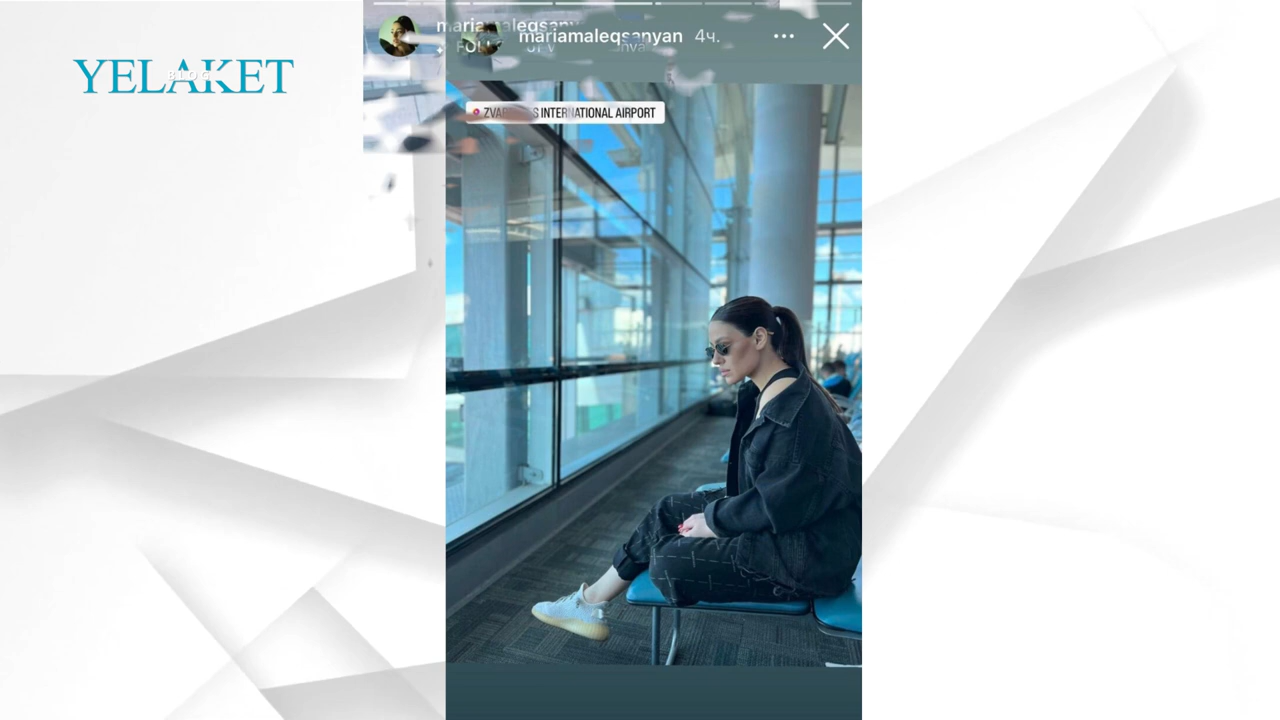 YELAKET
BLOG
mariamaleqsanyan
mariamaleqsanyan 4ч.
INTERNATIONAL AIRPORT